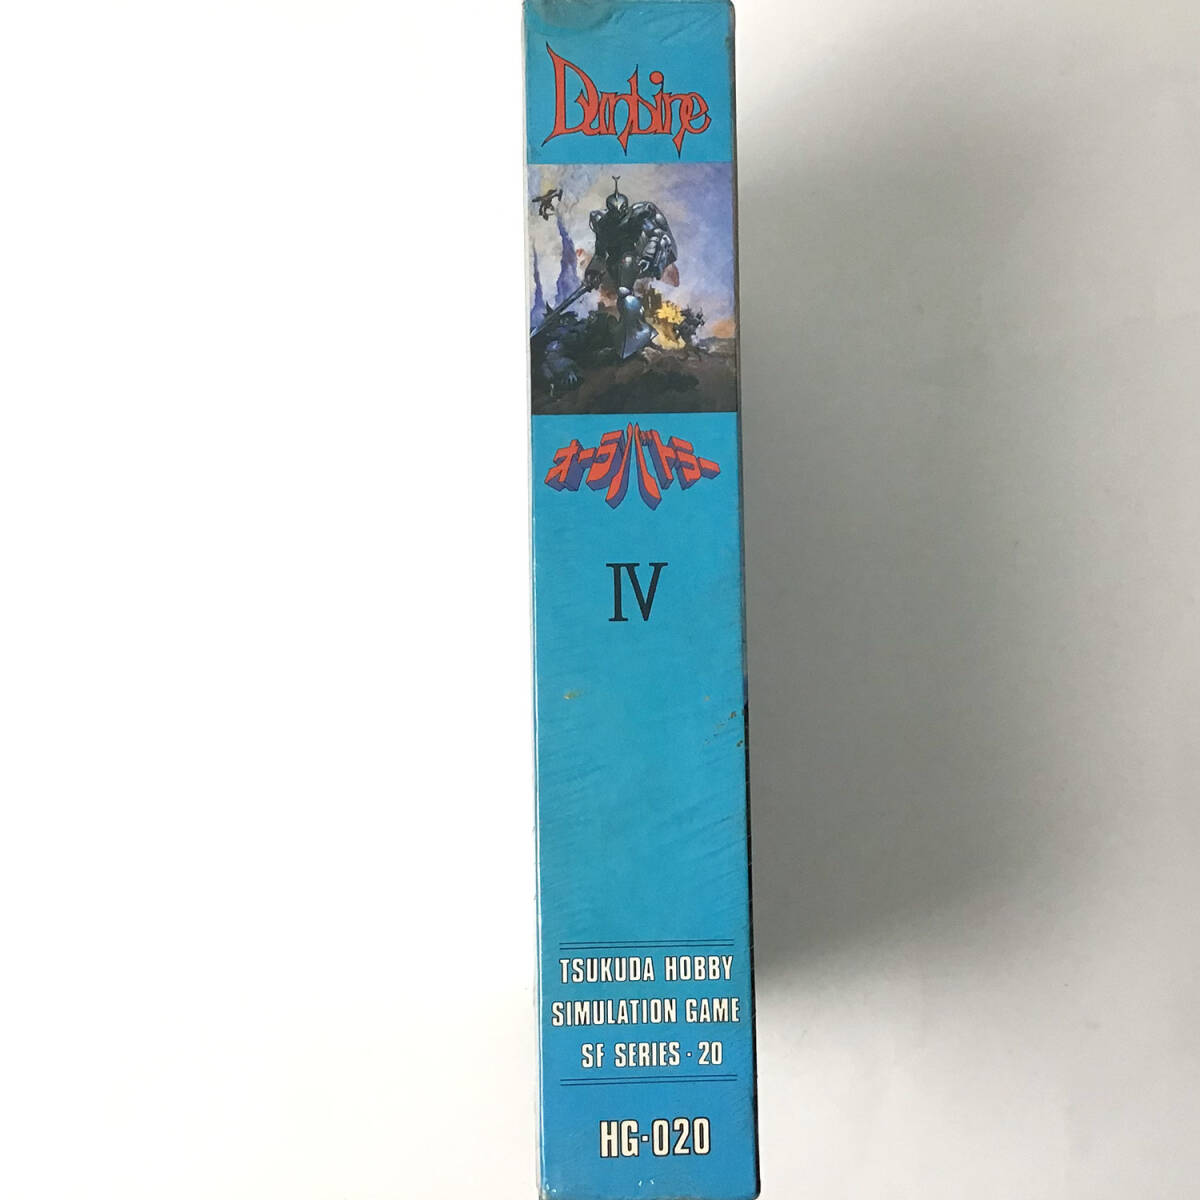 Dunbine
オーラバトラー
IV
TSUKUDA HOBBY
SIMULATION GAME
SF SERIES・20
HG・020